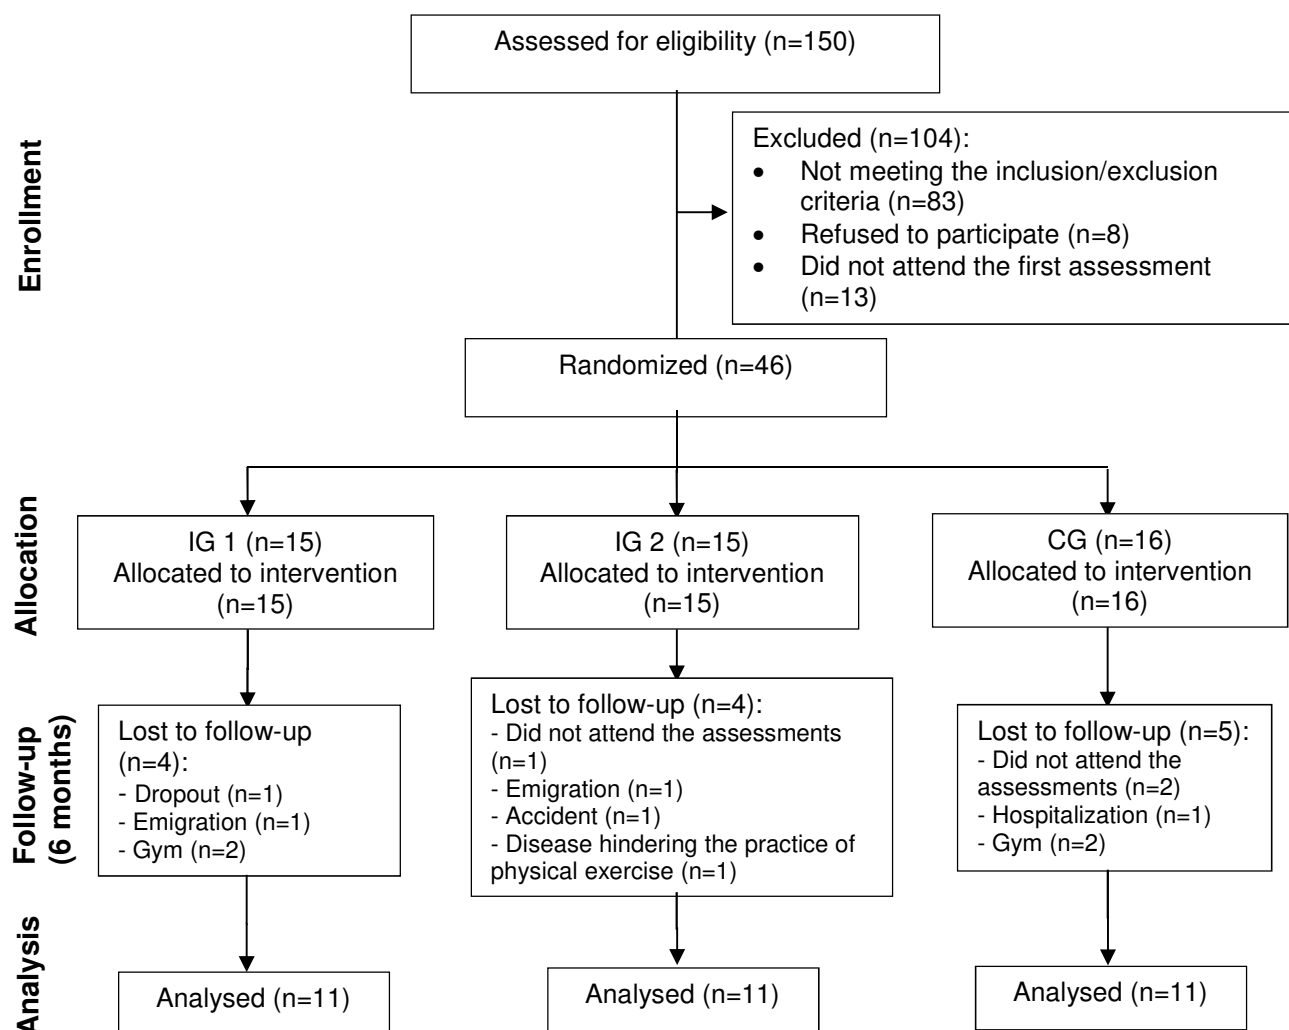 Assessed for eligibility (n=150)
Enrollment
Excluded (n=104):
• Not meeting the inclusion/exclusion
criteria (n=83)
• Refused to participate (n=8)
• Did not attend the first assessment
(n=13)
Randomized (n=46)
Allocation
IG 1 (n=15)
Allocated to intervention
(n=15)
IG 2 (n=15)
Allocated to intervention
(n=15)
CG (n=16)
Allocated to intervention
(n=16)
Follow-up
(6 months)
Lost to follow-up
(n=4):
- Dropout (n=1)
- Emigration (n=1)
- Gym (n=2)
Lost to follow-up (n=4):
- Did not attend the assessments
(n=1)
- Emigration (n=1)
- Accident (n=1)
- Disease hindering the practice of
physical exercise (n=1)
Lost to follow-up (n=5):
- Did not attend the
assessments (n=2)
- Hospitalization (n=1)
- Gym (n=2)
Analysis
Analysed (n=11)
Analysed (n=11)
Analysed (n=11)